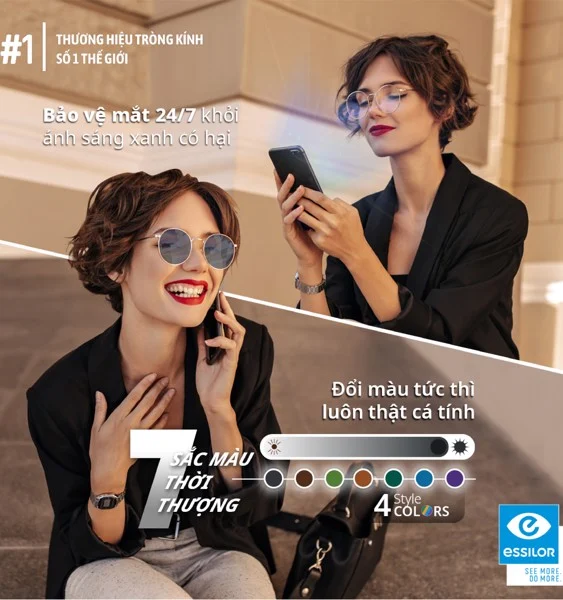 #1
THƯƠNG HIỆU TRÒNG KÍNH
SỐ 1 THẾ GIỚI
Bảo vệ mắt 24/7 khỏi
ánh sáng xanh có hại
Đổi màu tức thì
luôn thật cá tính
7 SẮC MÀU
THỜI
THƯỢNG
4 Style
COLORS
essilor
SEE MORE.
DO MORE.